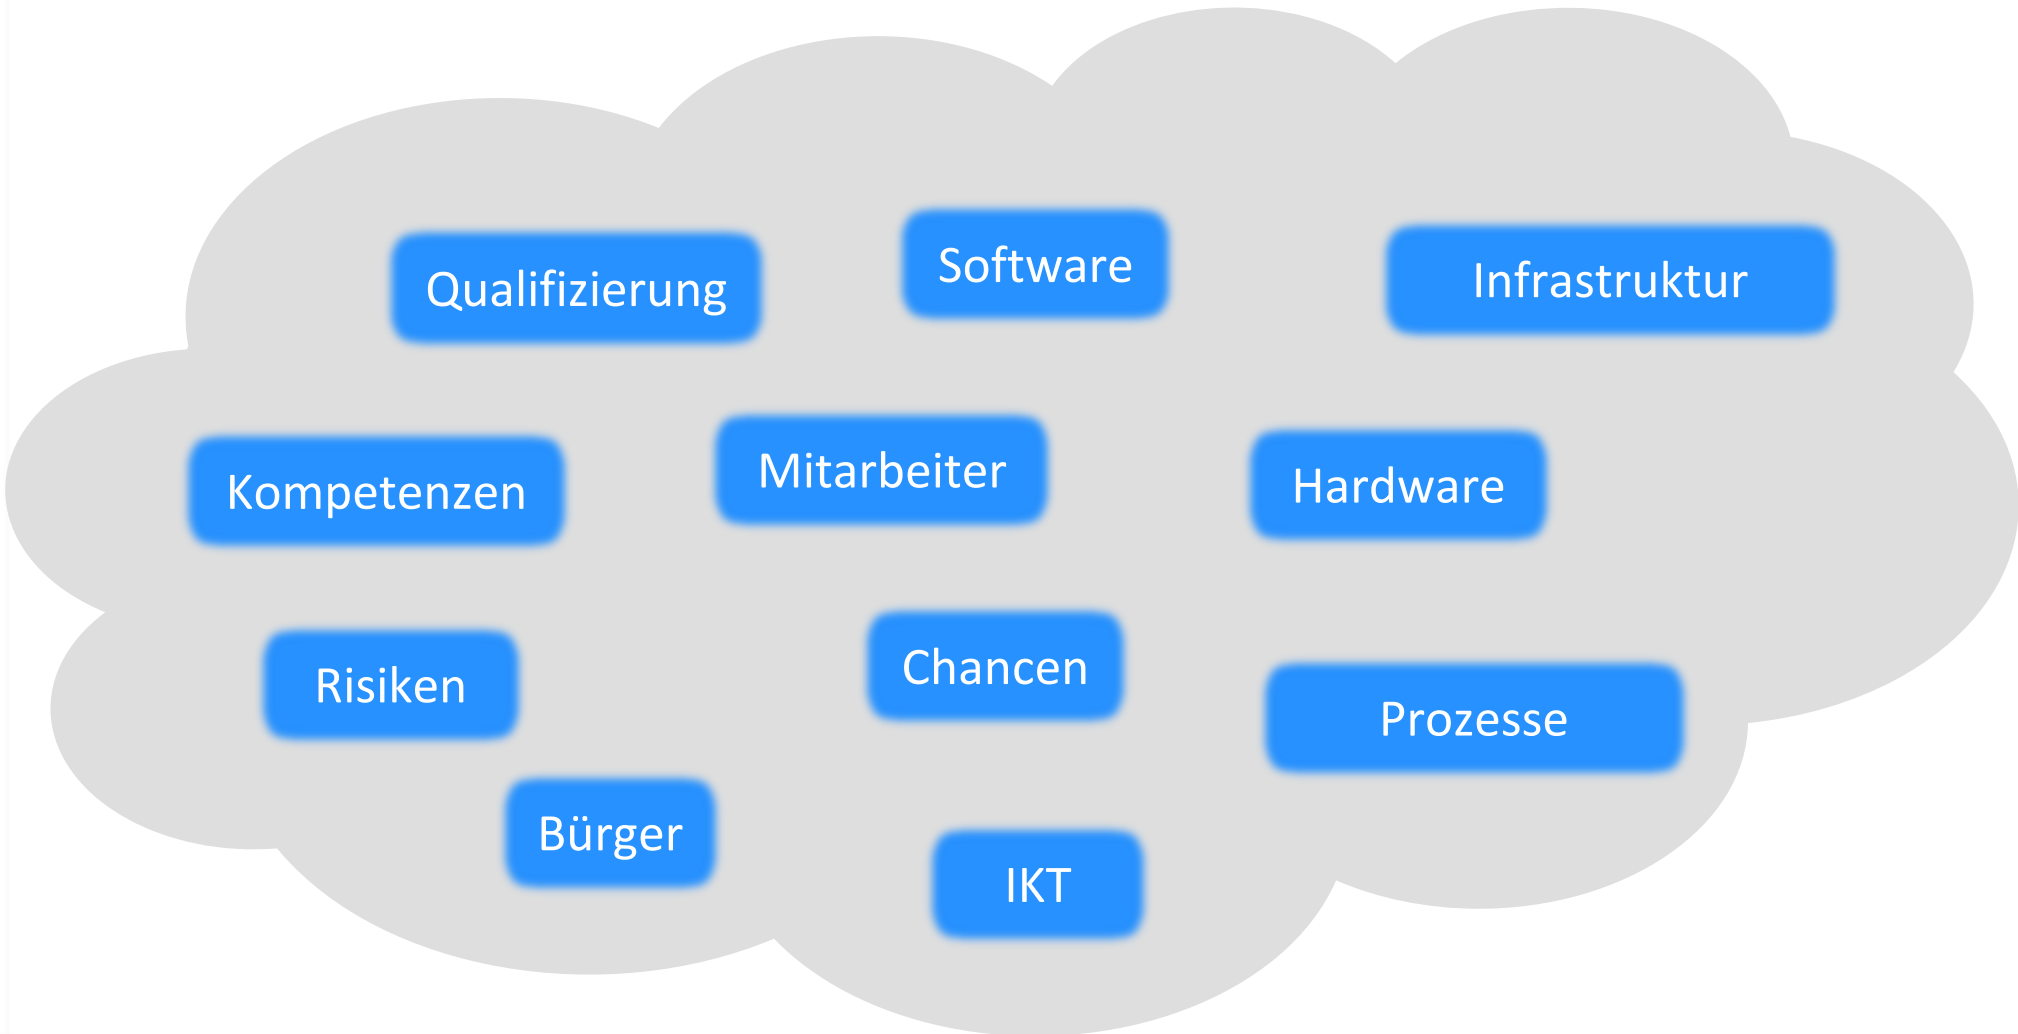 Qualifizierung
Software
Infrastruktur
Kompetenzen
Mitarbeiter
Hardware
Risiken
Chancen
Prozesse
Bürger
IKT